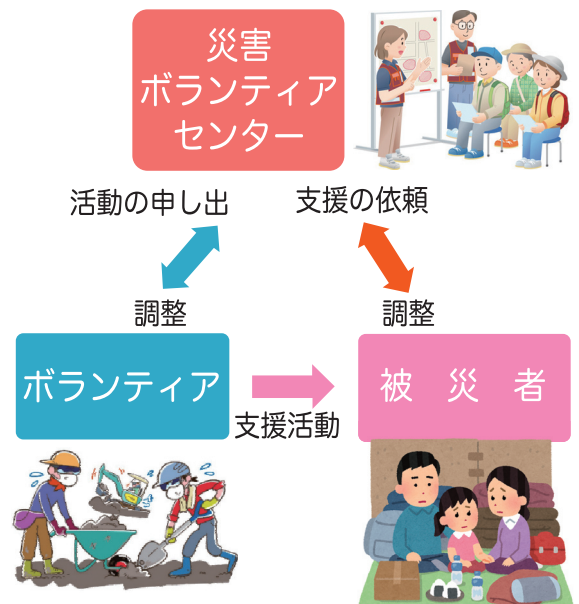 災害
ボランティア
センター
活動の申し出
支援の依頼
調整
調整
ボランティア
被災者
支援活動